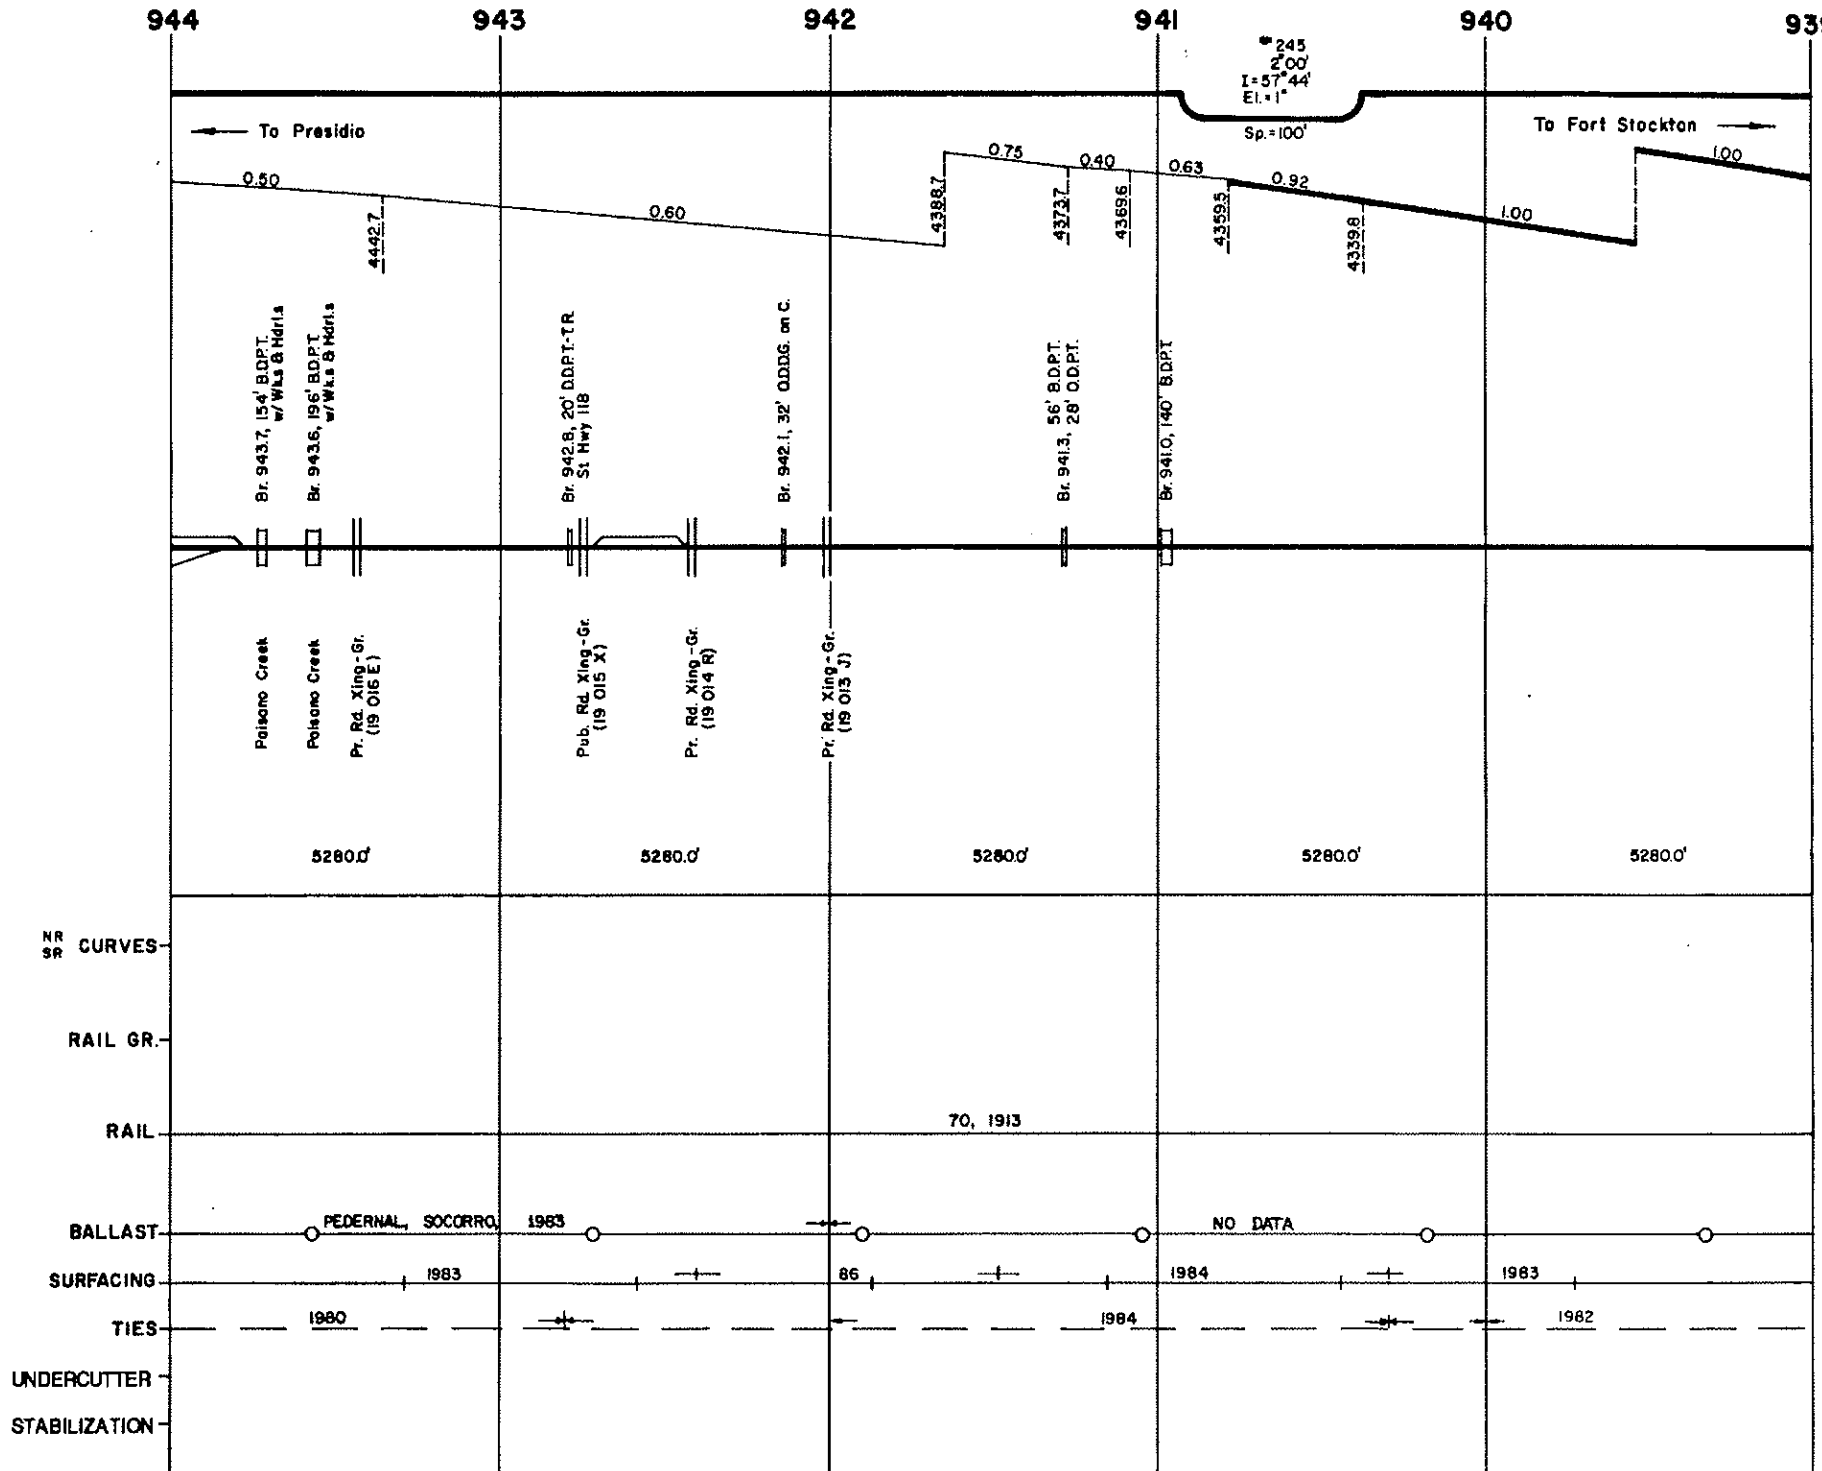 944 943 942 941 940
245
2°00'
I=57°44'
El.=1"
Sp.=100'
To Presidio
To Fort Stockton
0.50 0.60 0.75 0.40 0.63 0.92 1.00 1.00
4442.7 4388.7 4373.7 4369.6 4359.5 4339.8
Br. 943.7, 154' B.D.P.T.
w/ Wk.s & Hdrl.s
Br. 943.6, 196' B.D.P.T.
w/ Wk.s & Hdrl.s
Br. 942.8, 20' D.D.P.T.-T.R.
St Hwy 118
Br. 942.1, 32' O.D.D.G. on C.
Br. 941.3, 56' B.D.P.T.
28' O.D.P.T.
Br. 941.0, 140' B.D.P.T.
Paisano Creek
Paisano Creek
Pr. Rd. Xing-Gr.
(19 016 E)
Pub. Rd. Xing-Gr.
(19 015 X)
Pr. Rd. Xing-Gr.
(19 014 R)
Pr. Rd. Xing-Gr.
(19 013 J)
5280.0' 5280.0' 5280.0' 5280.0' 5280.0'
NR
SR CURVES
RAIL GR.
RAIL 70, 1913
BALLAST PEDERNAL, SOCORRO, 1983 NO DATA
SURFACING 1983 86 1984 1983
TIES 1980 1984 1982
UNDERCUTTER
STABILIZATION